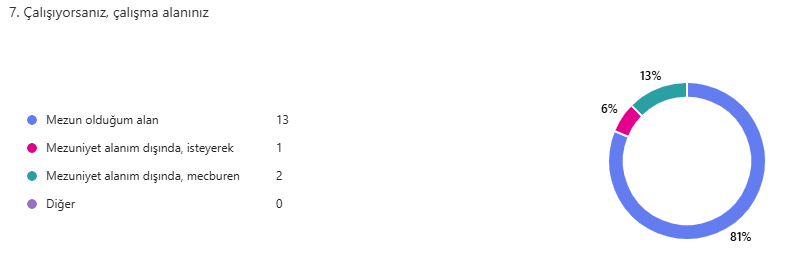 7. Çalışıyorsanız, çalışma alanınız
Mezun olduğum alan 13
Mezuniyet alanım dışında, isteyerek 1
Mezuniyet alanım dışında, mecburen 2
Diğer 0
13%
6%
81%